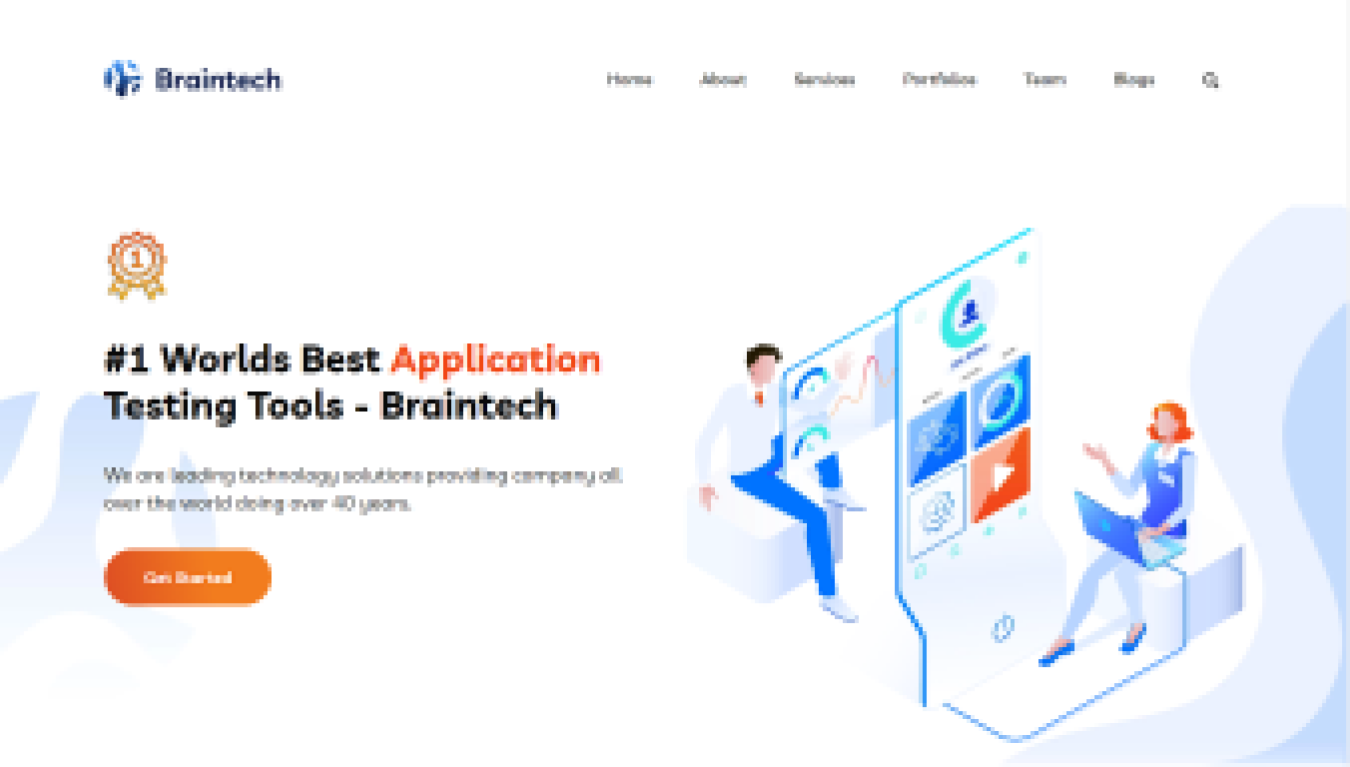 Braintech
Home About Services Portfolios Team Blogs
1
#1 Worlds Best Application
Testing Tools - Braintech
We are leading technology solutions providing company all
over the world doing over 40 years.
Get Started